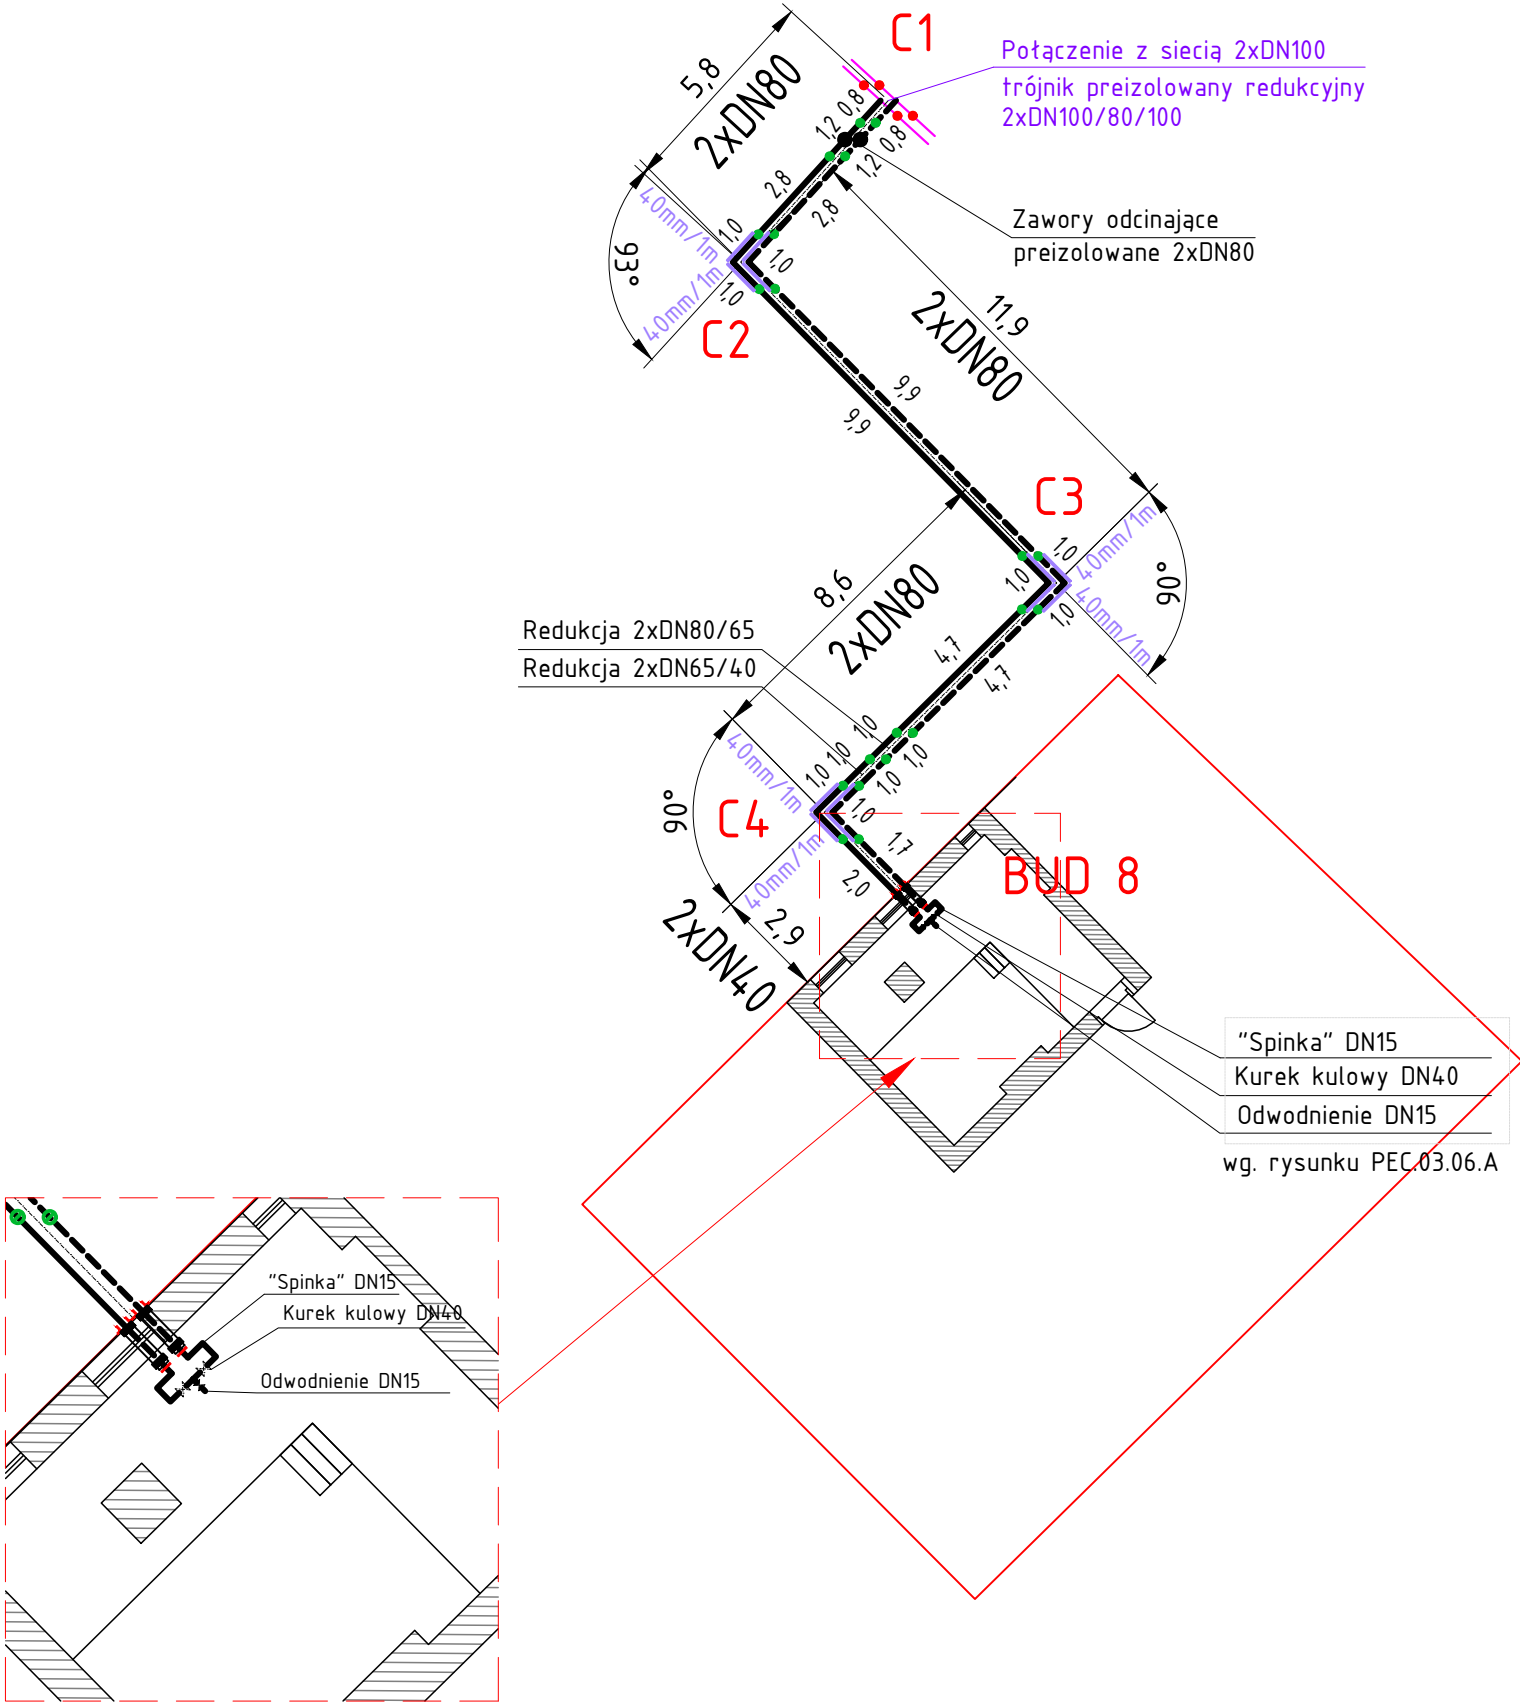 C1
Połączenie z siecią 2xDN100
trójnik preizolowany redukcyjny
2xDN100/80/100
5,8
2xDN80
0,8
1,2
0,8
1,2
2,8
2,8
Zawory odcinające
preizolowane 2xDN80
40mm/1m
40mm/1m
93°
1,0
1,0
1,0
C2
11,9
2xDN80
9,9
9,9
C3
1,0
1,0
1,0
40mm/1m
40mm/1m
90°
8,6
2xDN80
4,7
4,7
Redukcja 2xDN80/65
Redukcja 2xDN65/40
1,0
1,0
1,0
1,0
1,0
1,0
40mm/1m
40mm/1m
90°
C4
1,7
2,0
2,9
2xDN40
BUD 8
"Spinka" DN15
Kurek kulowy DN40
Odwodnienie DN15
wg. rysunku PEC.03.06.A
"Spinka" DN15
Kurek kulowy DN40
Odwodnienie DN15